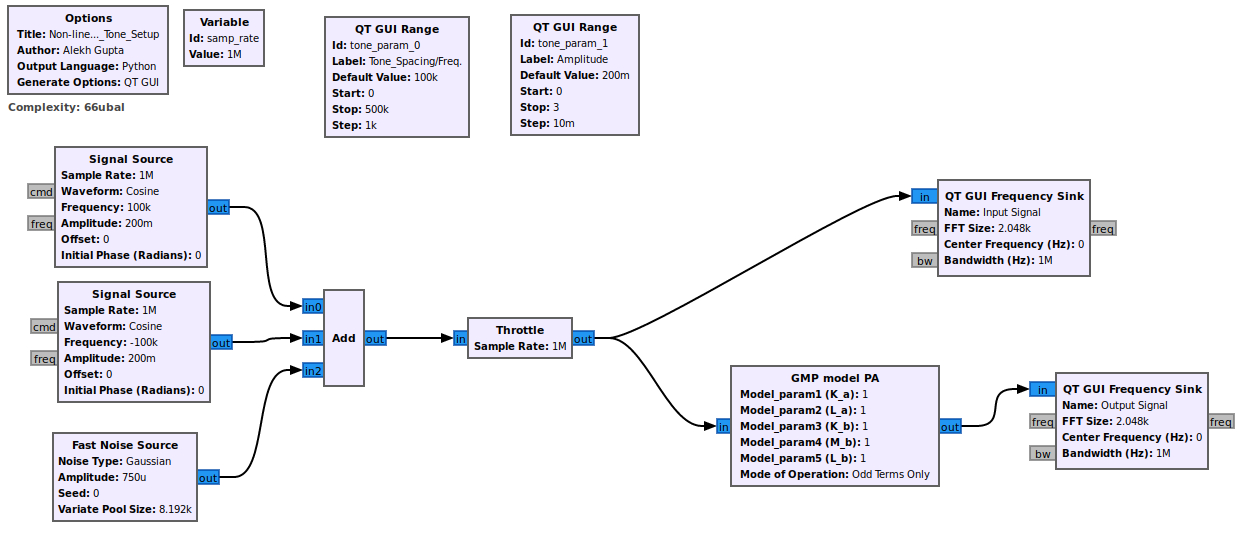 Options
Title: Non-line..._Tone_Setup
Author: Alekh Gupta
Output Language: Python
Generate Options: QT GUI
Complexity: 66ubal
Variable
Id: samp_rate
Value: 1M
QT GUI Range
Id: tone_param_0
Label: Tone_Spacing/Freq.
Default Value: 100k
Start: 0
Stop: 500k
Step: 1k
QT GUI Range
Id: tone_param_1
Label: Amplitude
Default Value: 200m
Start: 0
Stop: 3
Step: 10m
Signal Source
Sample Rate: 1M
Waveform: Cosine
Frequency: 100k
Amplitude: 200m
Offset: 0
Initial Phase (Radians): 0
cmd
freq
out
Signal Source
Sample Rate: 1M
Waveform: Cosine
Frequency: -100k
Amplitude: 200m
Offset: 0
Initial Phase (Radians): 0
cmd
freq
out
Fast Noise Source
Noise Type: Gaussian
Amplitude: 750u
Seed: 0
Variate Pool Size: 8.192k
out
in0
in1
in2
Add
out
in
Throttle
Sample Rate: 1M
out
in
freq
bw
QT GUI Frequency Sink
Name: Input Signal
FFT Size: 2.048k
Center Frequency (Hz): 0
Bandwidth (Hz): 1M
freq
in
GMP model PA
Model_param1 (K_a): 1
Model_param2 (L_a): 1
Model_param3 (K_b): 1
Model_param4 (M_b): 1
Model_param5 (L_b): 1
Mode of Operation: Odd Terms Only
out
in
freq
bw
QT GUI Frequency Sink
Name: Output Signal
FFT Size: 2.048k
Center Frequency (Hz): 0
Bandwidth (Hz): 1M
freq